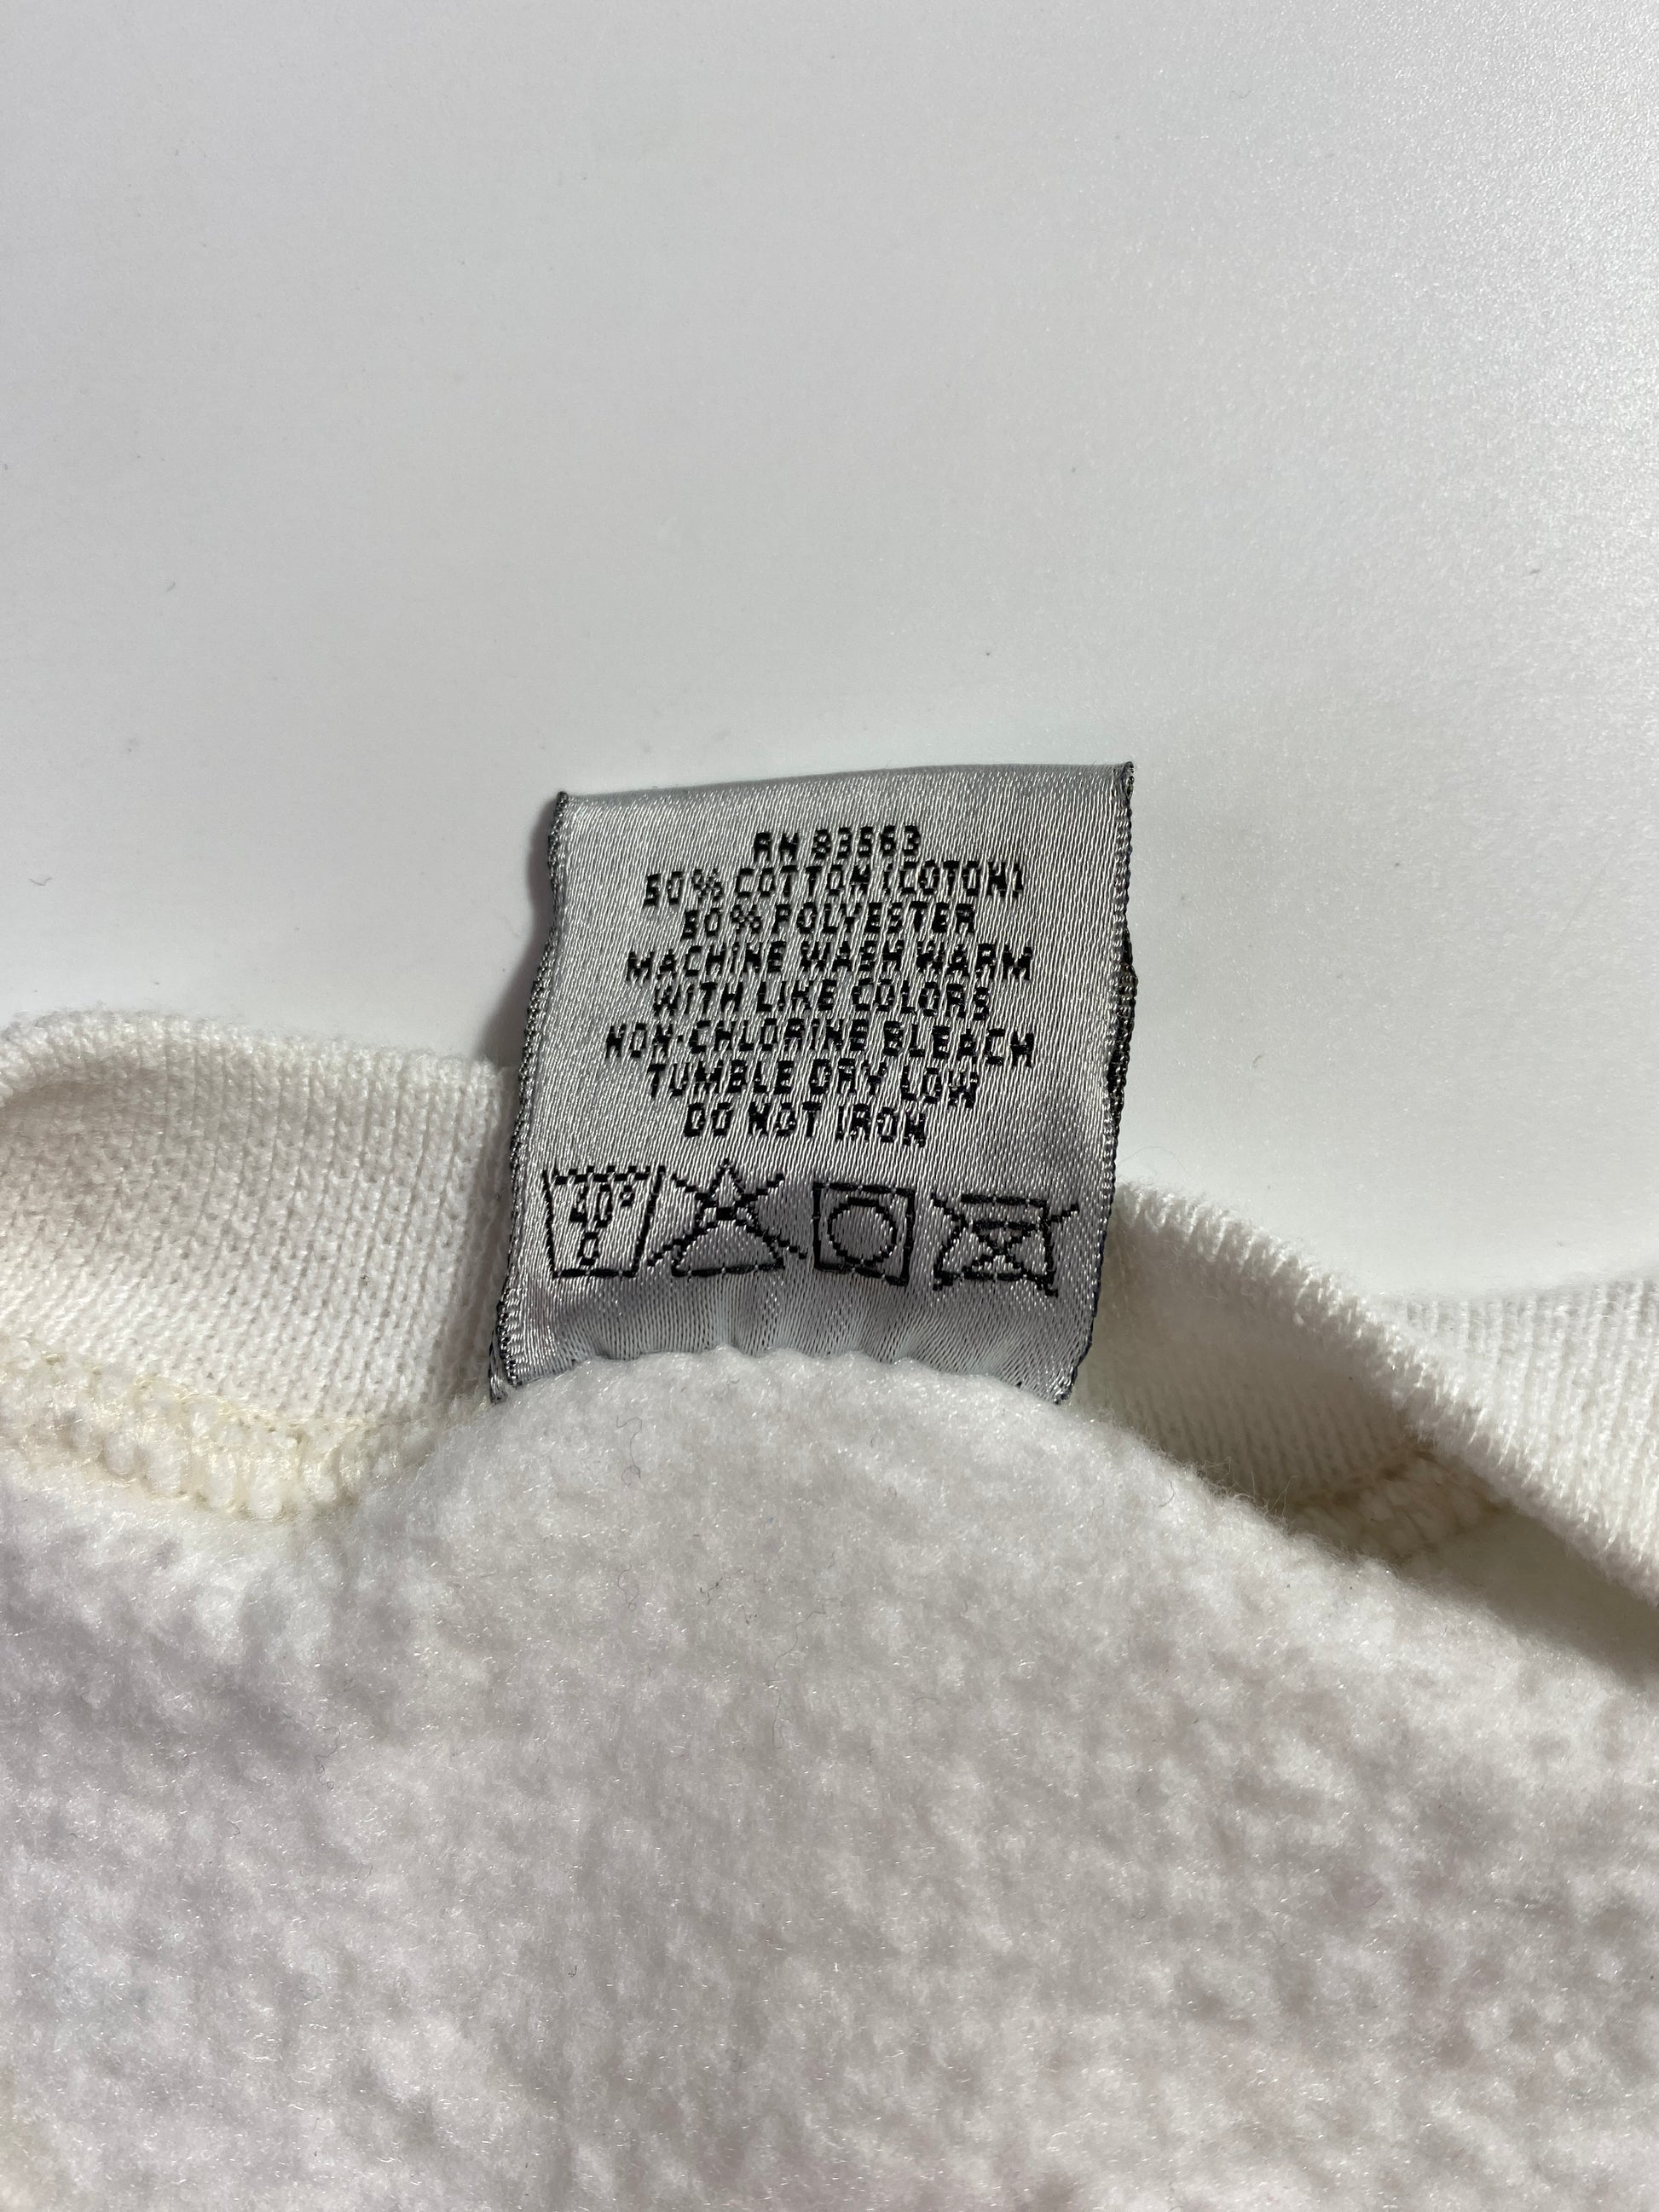 RN 93563
50% COTTON (COTON)
50% POLYESTER
MACHINE WASH WARM
WITH LIKE COLORS
NON-CHLORINE BLEACH
TUMBLE DRY LOW
DO NOT IRON
40°
C